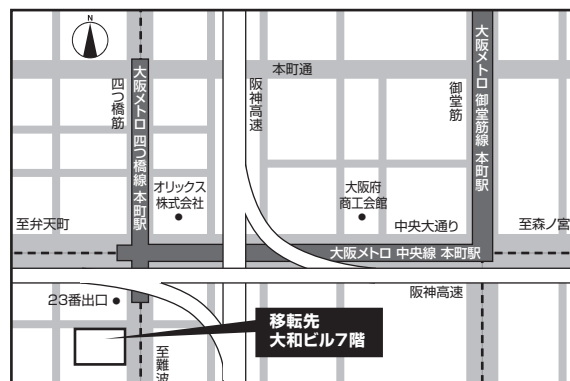 N
本町通
大阪メトロ 四つ橋線 本町駅
四つ橋筋
阪神高速
御堂筋
大阪メトロ 御堂筋線 本町駅
オリックス
株式会社
大阪府
商工会館
至弁天町
中央大通り
至森ノ宮
大阪メトロ 中央線 本町駅
23番出口
阪神高速
移転先
大和ビル7階
至難波